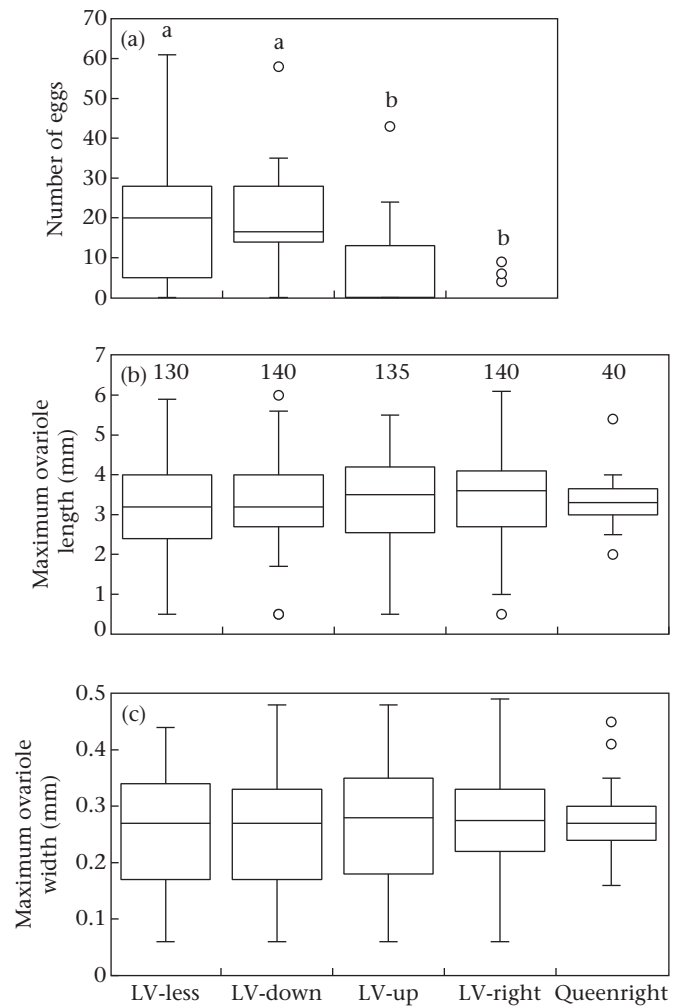 70
(a)
a
a
60
50
b
40
30
20
b
10
0
Number of eggs
7
(b)
130
140
135
140
40
6
5
4
3
2
1
0
Maximum ovariole
length (mm)
0.5
(c)
0.4
0.3
0.2
0.1
0
Maximum ovariole
width (mm)
LV-less
LV-down
LV-up
LV-right
Queenright